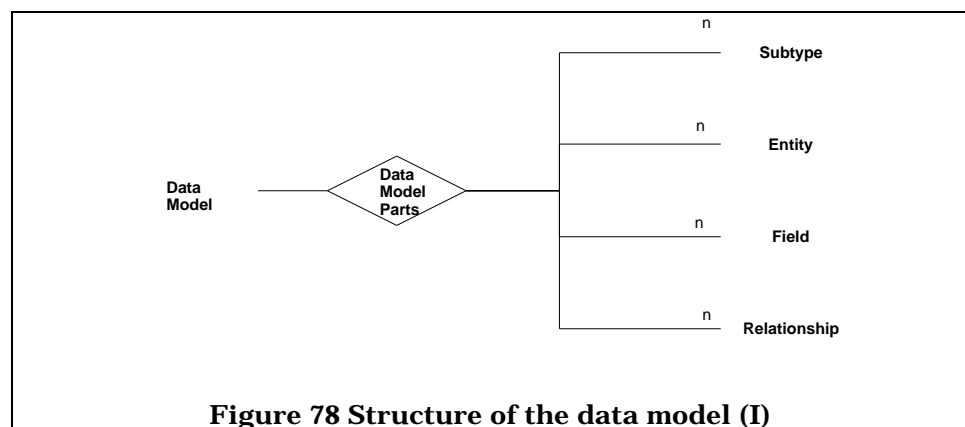 n
Subtype
n
Entity
Data
Model
Data
Model
Parts
n
Field
n
Relationship
Figure 78 Structure of the data model (I)